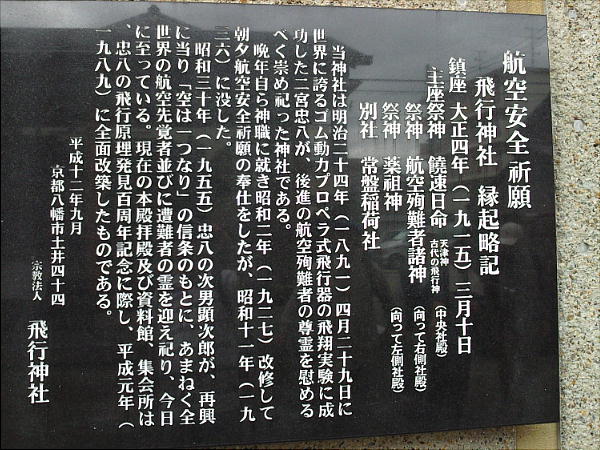 航空安全祈願
飛行神社 縁起略記
鎮座 大正四年(一九一五)三月十日
主座祭神 饒速日命 天津神 古代の飛行神 (中央社殿)
祭神 航空殉難者諸神 (向って右側社殿)
祭神 薬祖神 (向って左側社殿)
別社 常盤稲荷社
当神社は明治二十四年(一八九一)四月二十九日に
世界に誇るゴム動力プロペラ式飛行器の飛翔実験に成
功した二宮忠八が、後進の航空殉難者の尊霊を慰める
べく崇め祀った神社である。
晩年自ら神職に就き昭和二年(一九二七)改修して
朝夕航空安全祈願の奉仕をしたが、昭和十一年(一九
三六)に没した。
昭和三十年(一九五五)忠八の次男顕次郎が、再興
に当り「空は一つなり」の信条のもとに、あまねく全
世界の航空先覚者並びに遭難者の霊を迎え祀り、今日
に至っている。現在の本殿拝殿及び資料館、集会所は
、忠八の飛行原理発見百周年記念に際し、平成元年(
一九八九)に全面改築したものである。
平成十二年九月
京都八幡市土井四十四
宗教法人 飛行神社